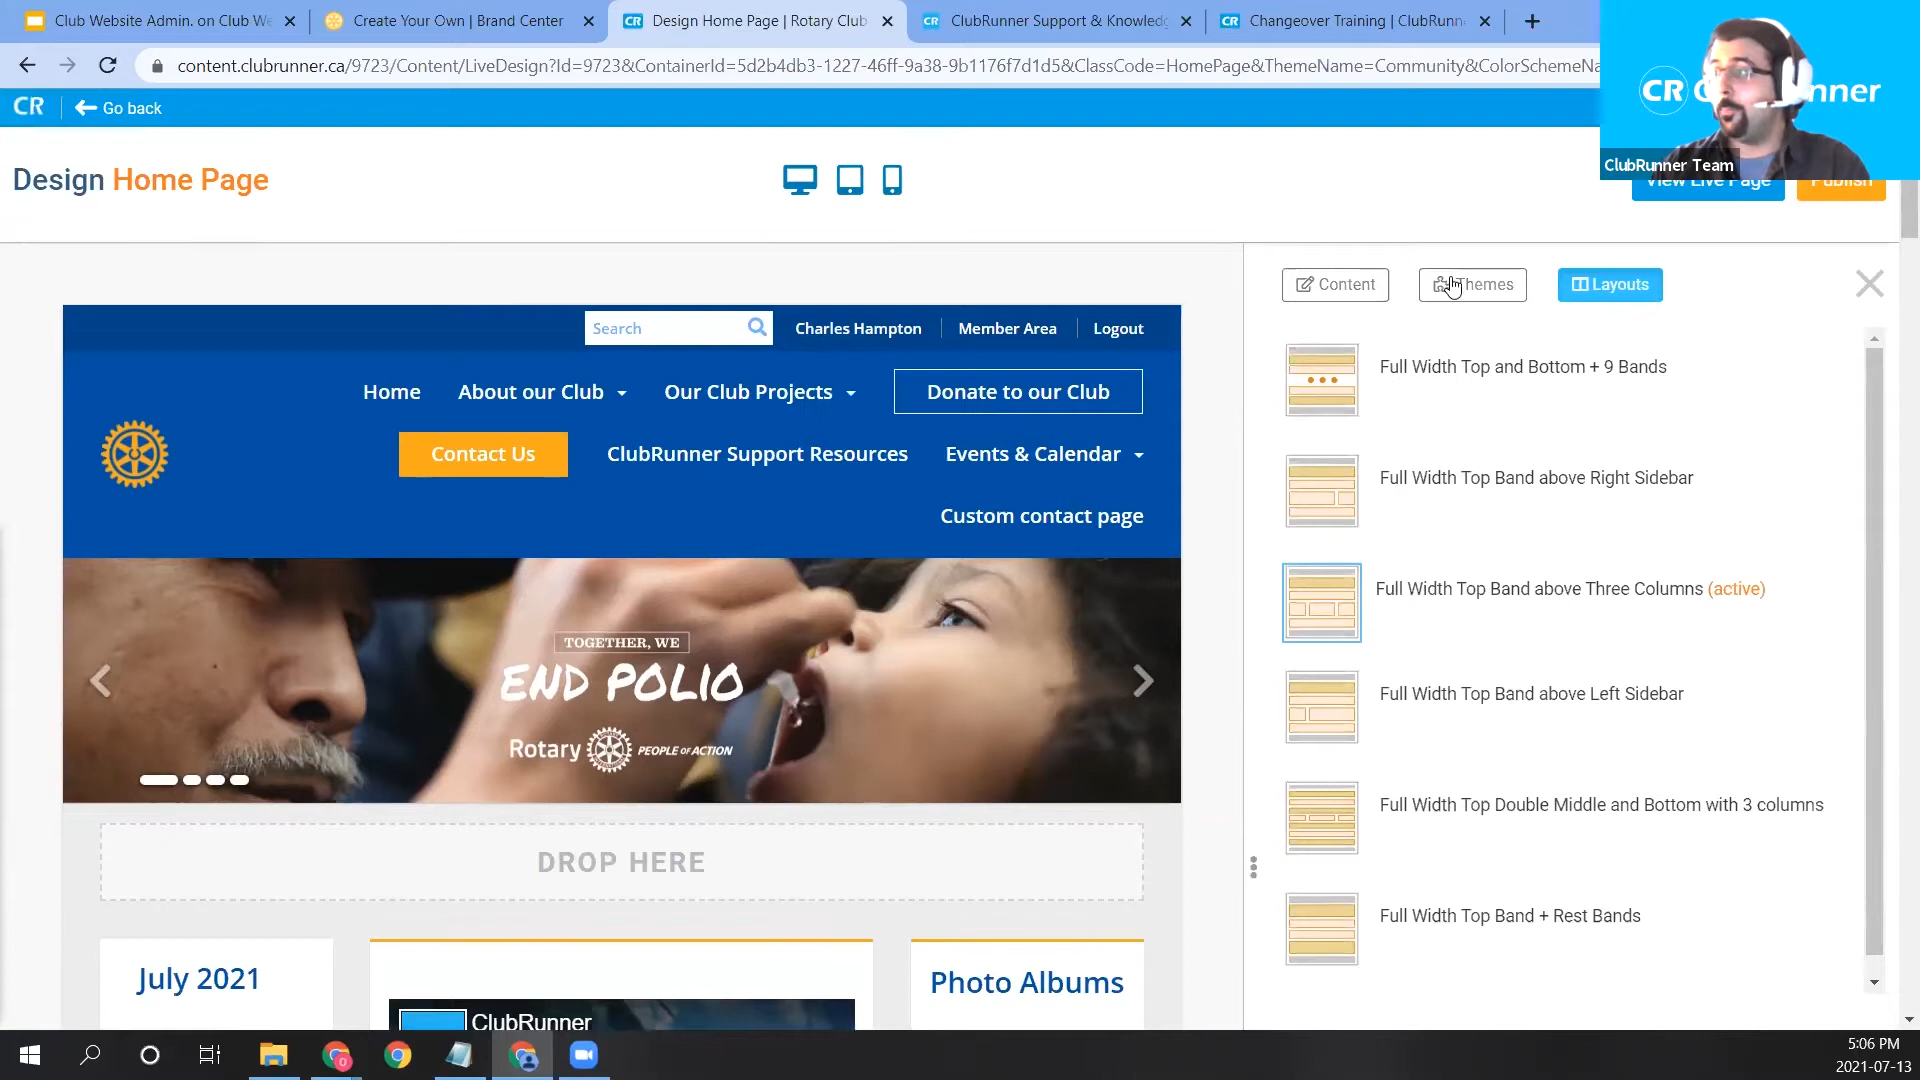 Club Website Admin. on Club We
Create Your Own | Brand Center
CR Design Home Page | Rotary Club
CR ClubRunner Support & Knowledg
CR Changeover Training | ClubRunn
content.clubrunner.ca/9723/Content/LiveDesign?Id=9723&ContainerId=5d2b4db3-1227-46ff-9a38-9b1176f7d1d5&ClassCode=HomePage&ThemeName=Community&ColorSchemeNa
CR Go back
CR C nner
ClubRunner Team
Design Home Page
View Live Page
Publish
Content
Themes
Layouts
Search
Charles Hampton
Member Area
Logout
Home
About our Club
Our Club Projects
Donate to our Club
Contact Us
ClubRunner Support Resources
Events & Calendar
Custom contact page
TOGETHER, WE
END POLIO
Rotary PEOPLE OF ACTION
DROP HERE
July 2021
ClubRunner
Photo Albums
Full Width Top and Bottom + 9 Bands
Full Width Top Band above Right Sidebar
Full Width Top Band above Three Columns (active)
Full Width Top Band above Left Sidebar
Full Width Top Double Middle and Bottom with 3 columns
Full Width Top Band + Rest Bands
5:06 PM
2021-07-13